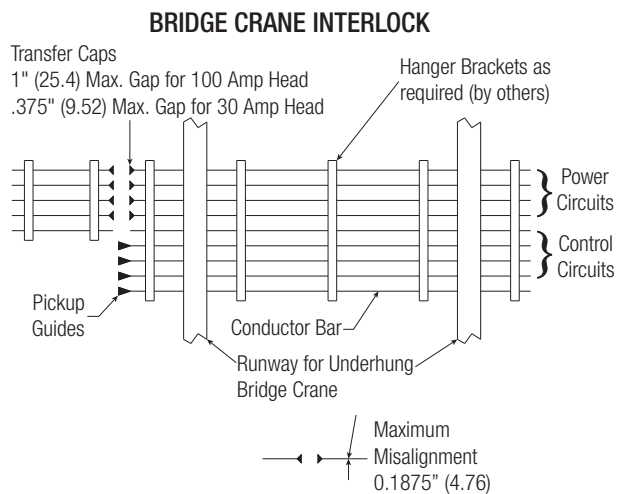 BRIDGE CRANE INTERLOCK
Transfer Caps
1" (25.4) Max. Gap for 100 Amp Head
.375" (9.52) Max. Gap for 30 Amp Head
Hanger Brackets as
required (by others)
Power
Circuits
Control
Circuits
Pickup
Guides
Conductor Bar
Runway for Underhung
Bridge Crane
Maximum
Misalignment
0.1875” (4.76)